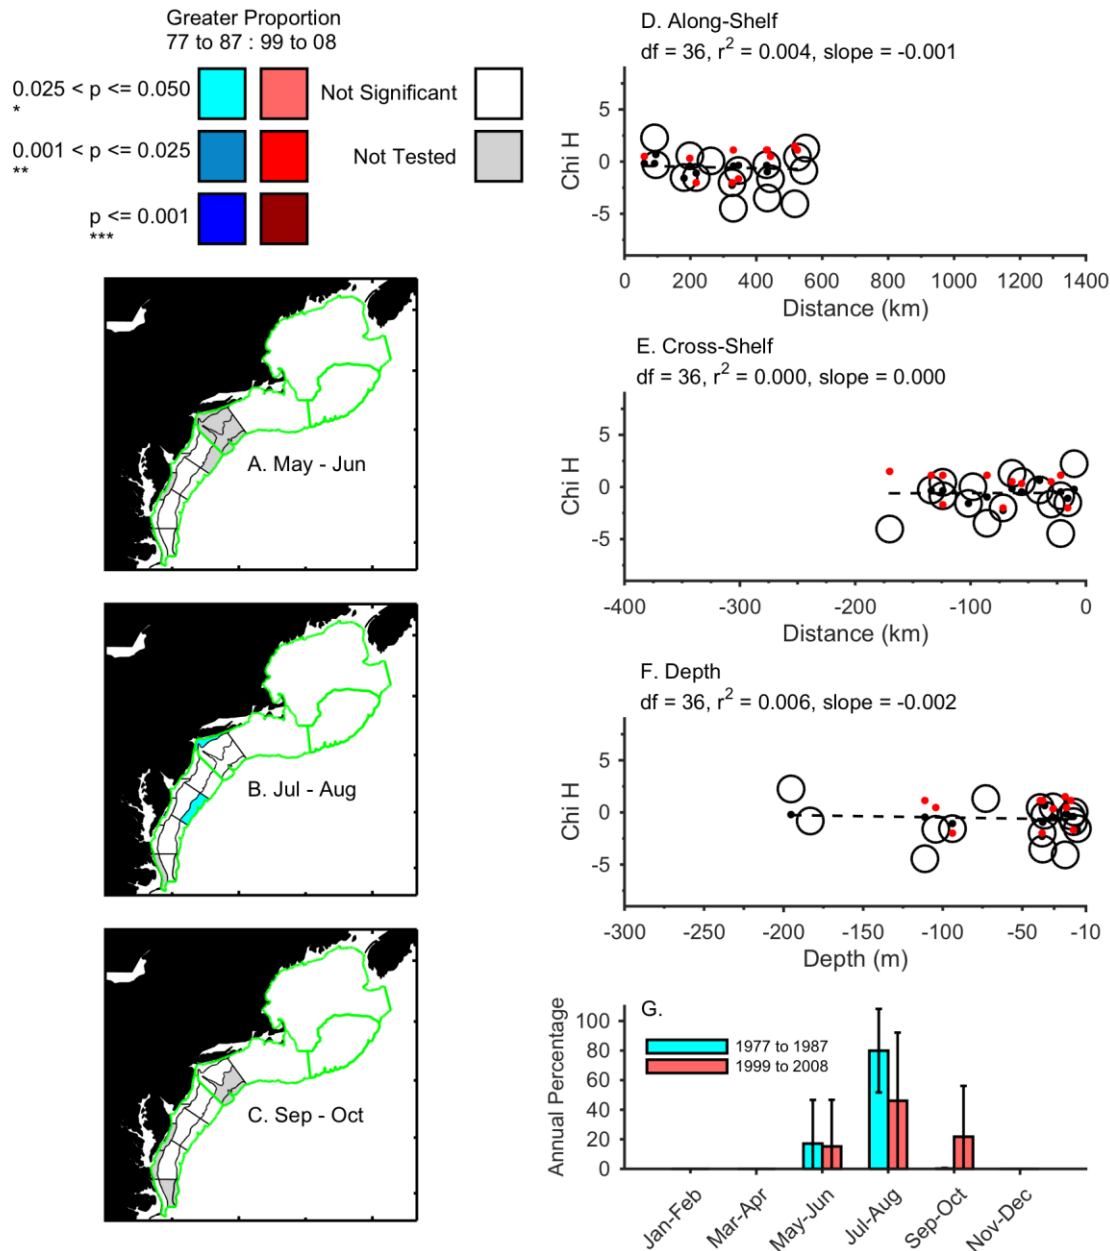 Greater Proportion
77 to 87 : 99 to 08
0.025 < p <= 0.050
*
Not Significant
0.001 < p <= 0.025
**
Not Tested
p <= 0.001
***
A. May - Jun
B. Jul - Aug
C. Sep - Oct
D. Along-Shelf
df = 36, r² = 0.004, slope = -0.001
Chi H
5
0
-5
0 200 400 600 800 1000 1200 1400
Distance (km)
E. Cross-Shelf
df = 36, r² = 0.000, slope = 0.000
Chi H
5
0
-5
-400 -300 -200 -100 0
Distance (km)
F. Depth
df = 36, r² = 0.006, slope = -0.002
Chi H
5
0
-5
-300 -250 -200 -150 -100 -50 -10
Depth (m)
G.
Annual Percentage
100
80
60
40
20
0
1977 to 1987
1999 to 2008
Jan-Feb Mar-Apr May-Jun Jul-Aug Sep-Oct Nov-Dec